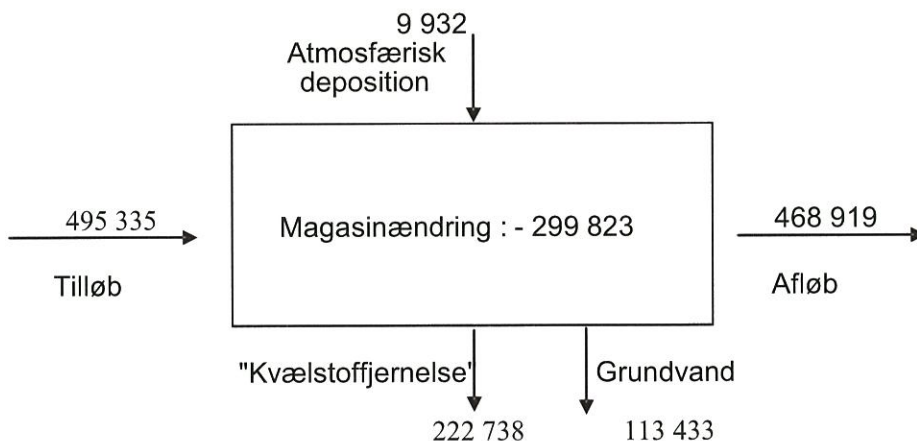 9 932
Atmosfærisk
deposition
495 335
Tilløb
Magasinændring : - 299 823
468 919
Afløb
"Kvælstoffjernelse'
Grundvand
222 738
113 433